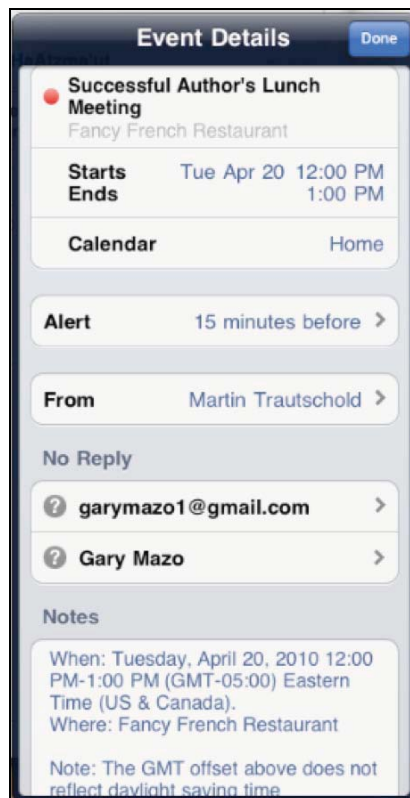 Event Details
Done
Successful Author's Lunch
Meeting
Fancy French Restaurant
Starts Tue Apr 20 12:00 PM
Ends 1:00 PM
Calendar Home
Alert 15 minutes before
From Martin Trautschold
No Reply
garymazo1@gmail.com
Gary Mazo
Notes
When: Tuesday, April 20, 2010 12:00
PM-1:00 PM (GMT-05:00) Eastern
Time (US & Canada).
Where: Fancy French Restaurant
Note: The GMT offset above does not
reflect daylight saving time